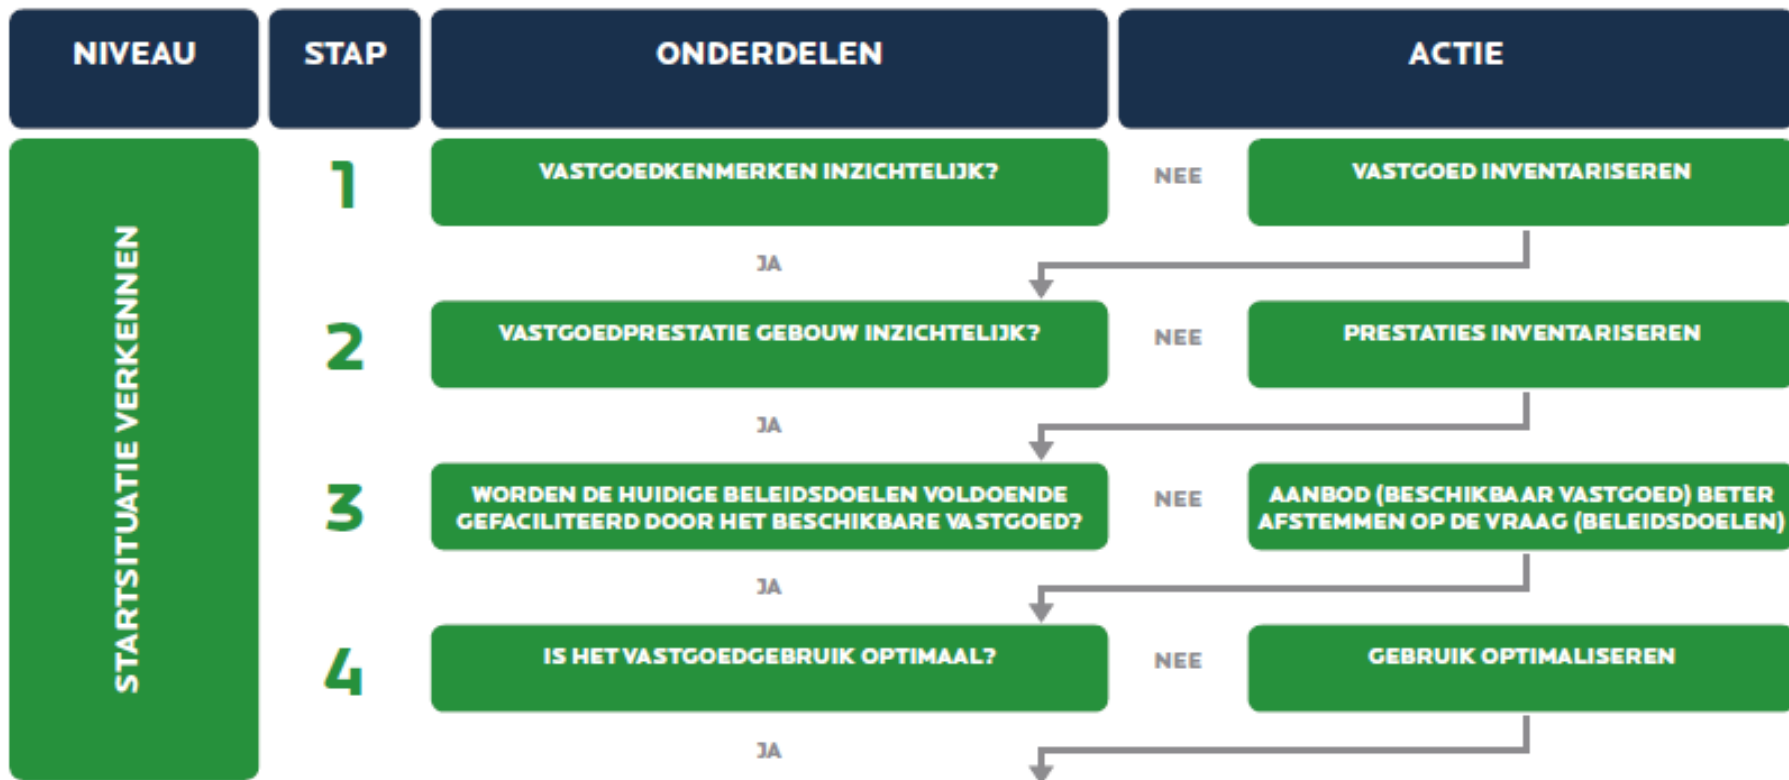 NIVEAU
STAP
ONDERDELEN
ACTIE
STARTSITUATIE VERKENNEN
1
VASTGOEDKENMERKEN INZICHTELIJK?
NEE
VASTGOED INVENTARISEREN
JA
2
VASTGOEDPRESTATIE GEBOUW INZICHTELIJK?
NEE
PRESTATIES INVENTARISEREN
JA
3
WORDEN DE HUIDIGE BELEIDSDOELEN VOLDOENDE
GEFACILITEERD DOOR HET BESCHIKBARE VASTGOED?
NEE
AANBOD (BESCHIKBAAR VASTGOED) BETER
AFSTEMMEN OP DE VRAAG (BELEIDSDOELEN)
JA
4
IS HET VASTGOEDGEBRUIK OPTIMAAL?
NEE
GEBRUIK OPTIMALISEREN
JA